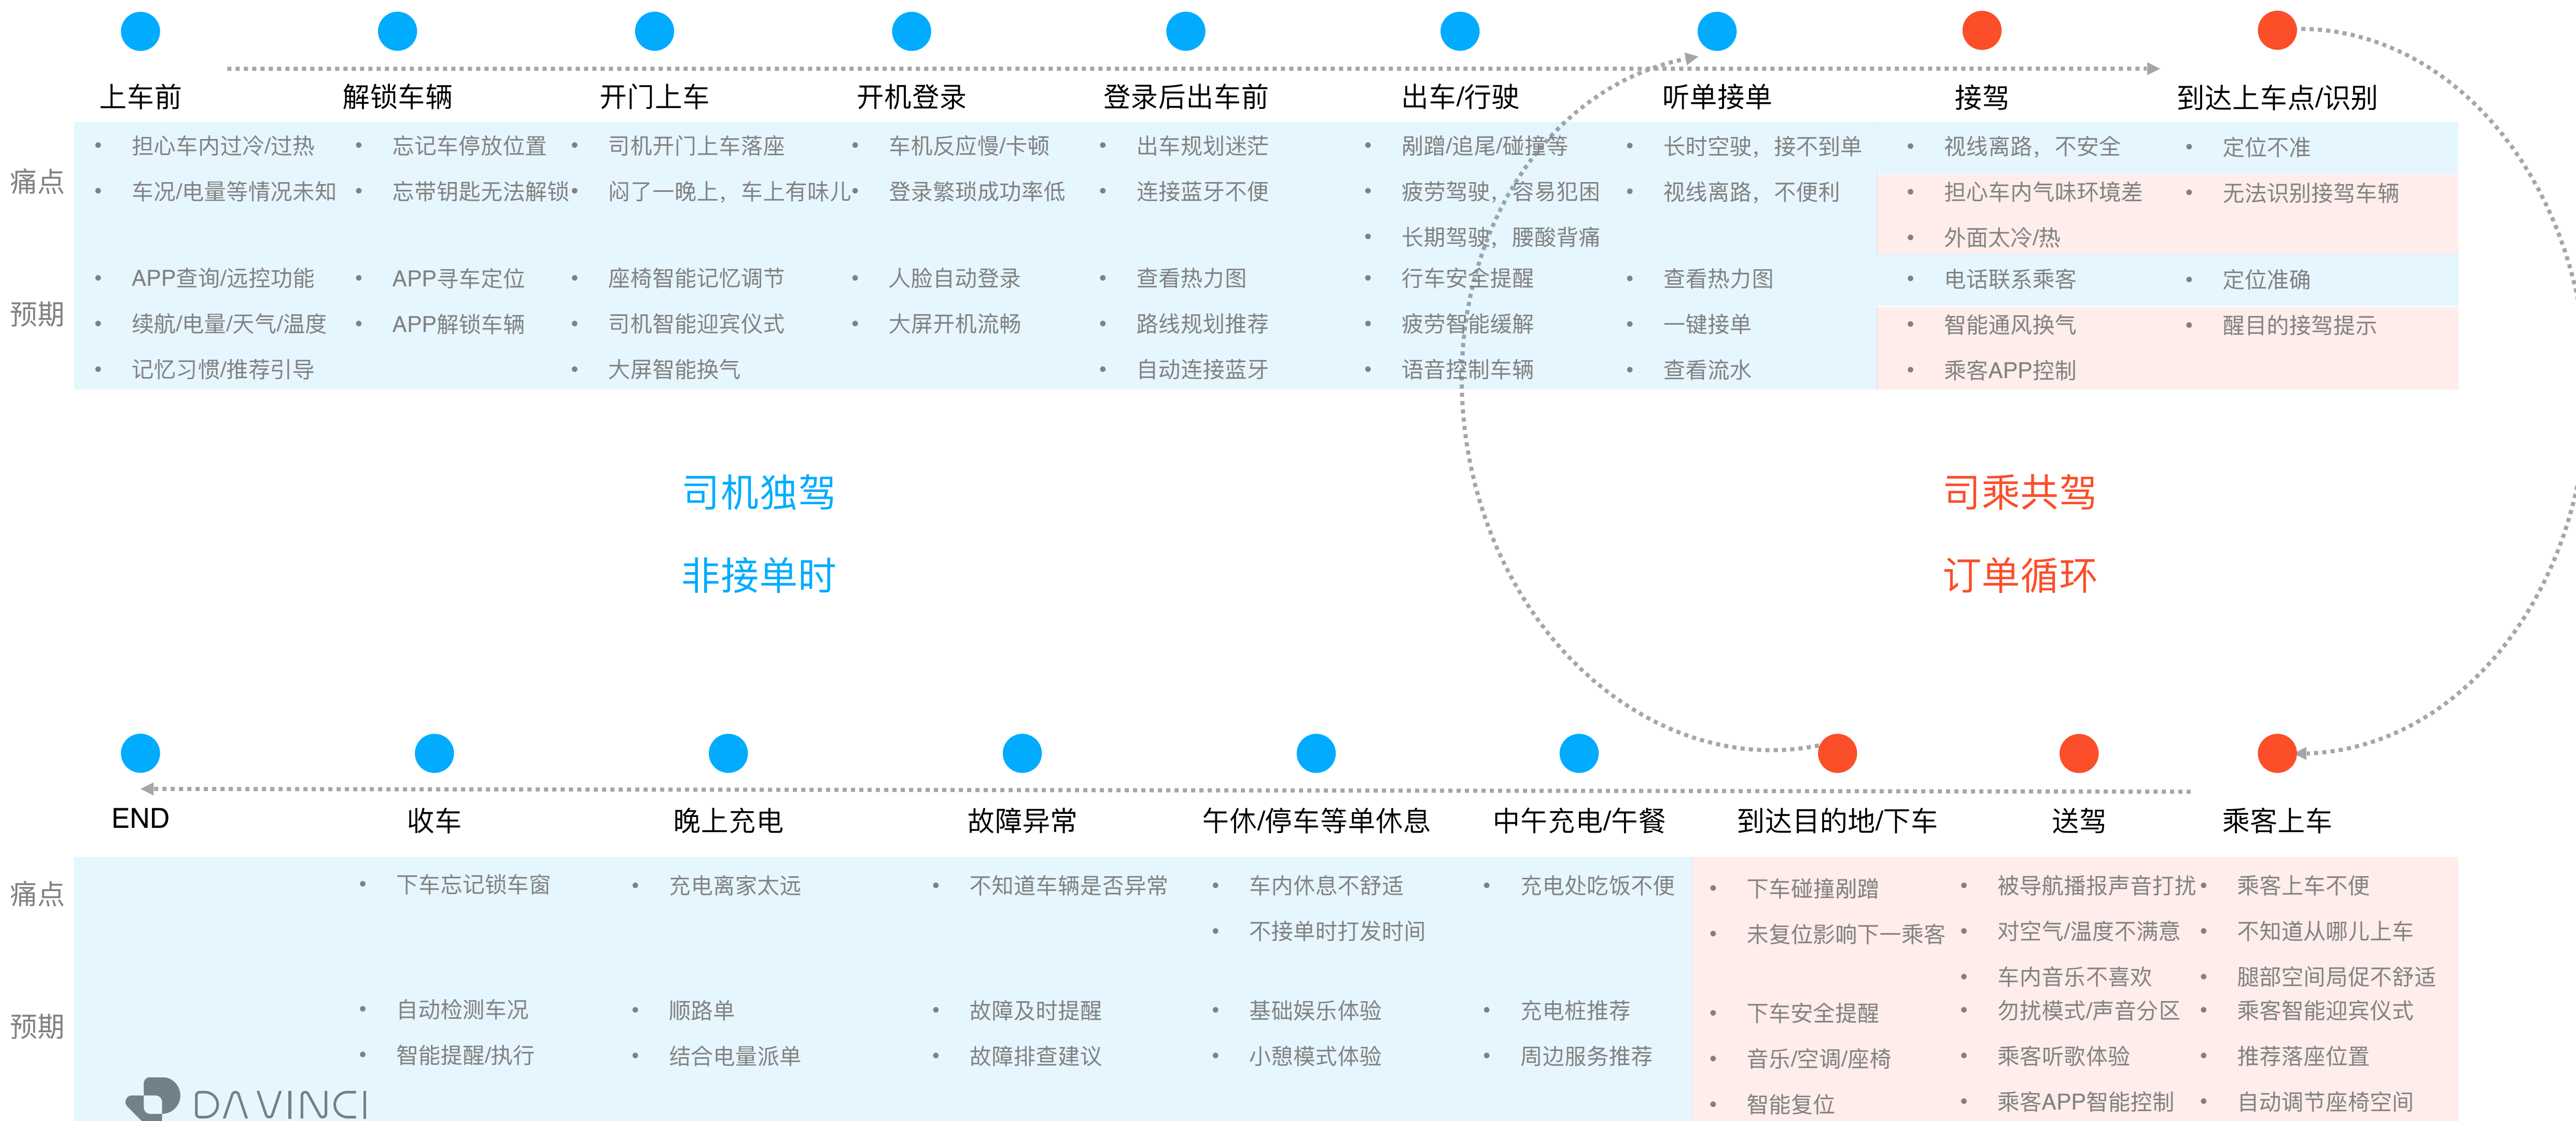 上车前
解锁车辆
开门上车
开机登录
登录后出车前
出车/行驶
听单接单
接驾
到达上车点/识别
痛点
• 担心车内过冷/过热
• 车况/电量等情况未知
• 忘记车停放位置
• 忘带钥匙无法解锁
• 司机开门上车落座
• 闷了一晚上，车上有味儿
• 车机反应慢/卡顿
• 登录繁琐成功率低
• 出车规划迷茫
• 连接蓝牙不便
• 剐蹭/追尾/碰撞等
• 疲劳驾驶，容易犯困
• 长期驾驶，腰酸背痛
• 长时空驶，接不到单
• 视线离路，不便利
• 视线离路，不安全
• 担心车内气味环境差
• 外面太冷/热
• 定位不准
• 无法识别接驾车辆
预期
• APP查询/远控功能
• 续航/电量/天气/温度
• 记忆习惯/推荐引导
• APP寻车定位
• APP解锁车辆
• 座椅智能记忆调节
• 司机智能迎宾仪式
• 大屏智能换气
• 人脸自动登录
• 大屏开机流畅
• 查看热力图
• 路线规划推荐
• 自动连接蓝牙
• 行车安全提醒
• 疲劳智能缓解
• 语音控制车辆
• 查看热力图
• 一键接单
• 查看流水
• 电话联系乘客
• 智能通风换气
• 乘客APP控制
• 定位准确
• 醒目的接驾提示
司机独驾
非接单时
司乘共驾
订单循环
END
收车
晚上充电
故障异常
午休/停车等单休息
中午充电/午餐
到达目的地/下车
送驾
乘客上车
痛点
• 下车忘记锁车窗
• 充电离家太远
• 不知道车辆是否异常
• 车内休息不舒适
• 不接单时打发时间
• 充电处吃饭不便
• 下车碰撞剐蹭
• 未复位影响下一乘客
• 被导航播报声音打扰
• 对空气/温度不满意
• 车内音乐不喜欢
• 乘客上车不便
• 不知道从哪儿上车
• 腿部空间局促不舒适
预期
• 自动检测车况
• 智能提醒/执行
• 顺路单
• 结合电量派单
• 故障及时提醒
• 故障排查建议
• 基础娱乐体验
• 小憩模式体验
• 充电桩推荐
• 周边服务推荐
• 下车安全提醒
• 音乐/空调/座椅
• 智能复位
• 勿扰模式/声音分区
• 乘客听歌体验
• 乘客APP智能控制
• 乘客智能迎宾仪式
• 推荐落座位置
• 自动调节座椅空间
DAVINCI